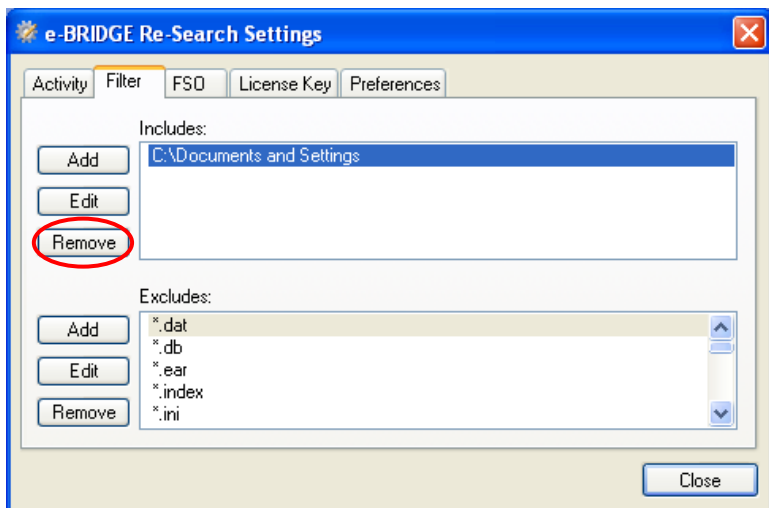 e-BRIDGE Re-Search Settings
Activity Filter FSO License Key Preferences
Includes:
Add
C:\Documents and Settings
Edit
Remove
Excludes:
Add
*.dat
*.db
Edit
*.ear
*.index
Remove
*.ini
Close